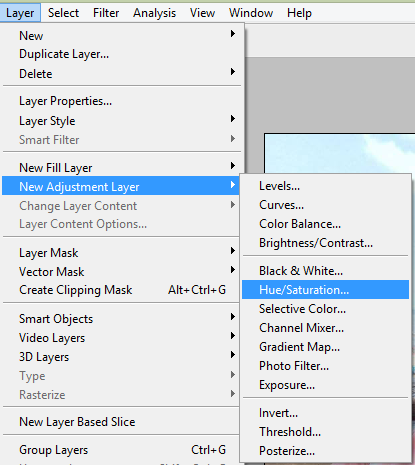 Layer Select Filter Analysis View Window Help
New
Duplicate Layer...
Delete
Layer Properties...
Layer Style
Smart Filter
New Fill Layer
New Adjustment Layer
Change Layer Content
Layer Content Options...
Layer Mask
Vector Mask
Create Clipping Mask Alt+Ctrl+G
Smart Objects
Video Layers
3D Layers
Type
Rasterize
New Layer Based Slice
Group Layers Ctrl+G
Levels...
Curves...
Color Balance...
Brightness/Contrast...
Black & White...
Hue/Saturation...
Selective Color...
Channel Mixer...
Gradient Map...
Photo Filter...
Exposure...
Invert...
Threshold...
Posterize...